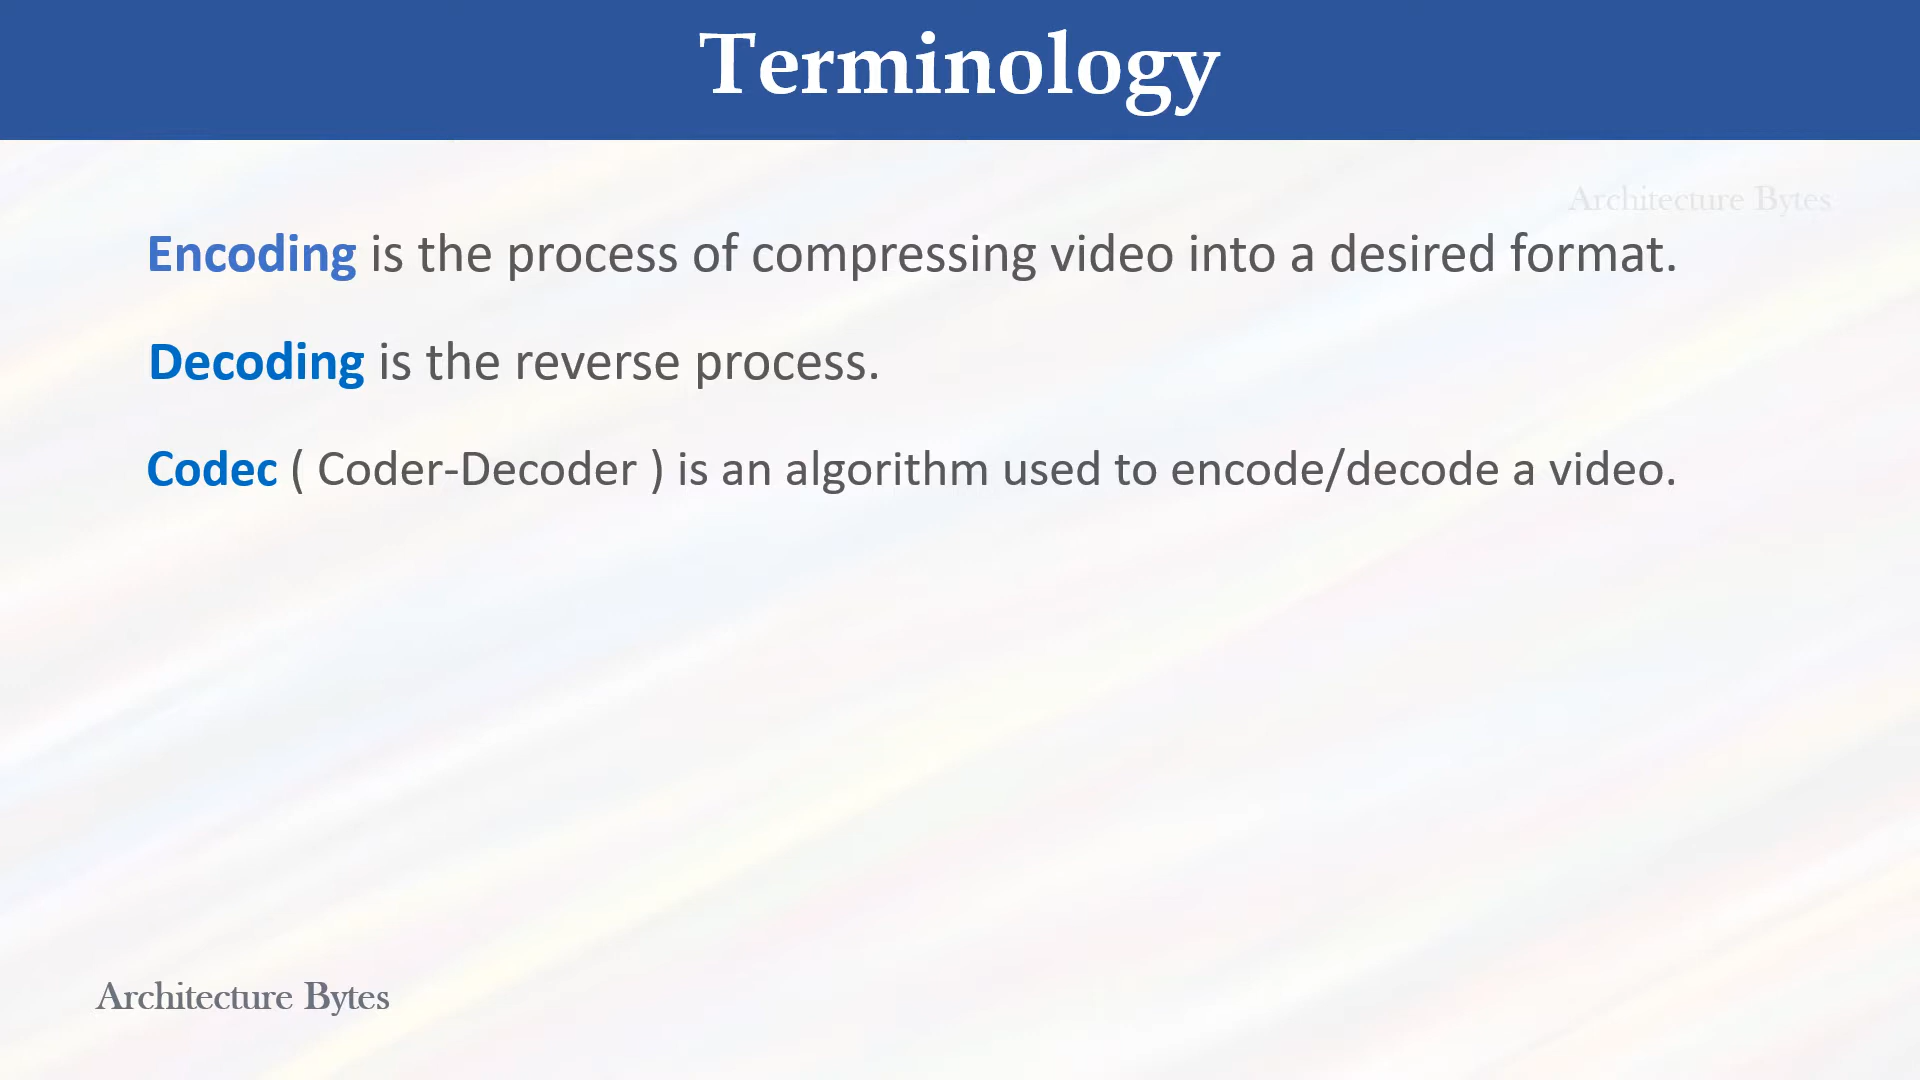 Terminology
Architecture Bytes
Encoding is the process of compressing video into a desired format.
Decoding is the reverse process.
Codec ( Coder-Decoder ) is an algorithm used to encode/decode a video.
Architecture Bytes